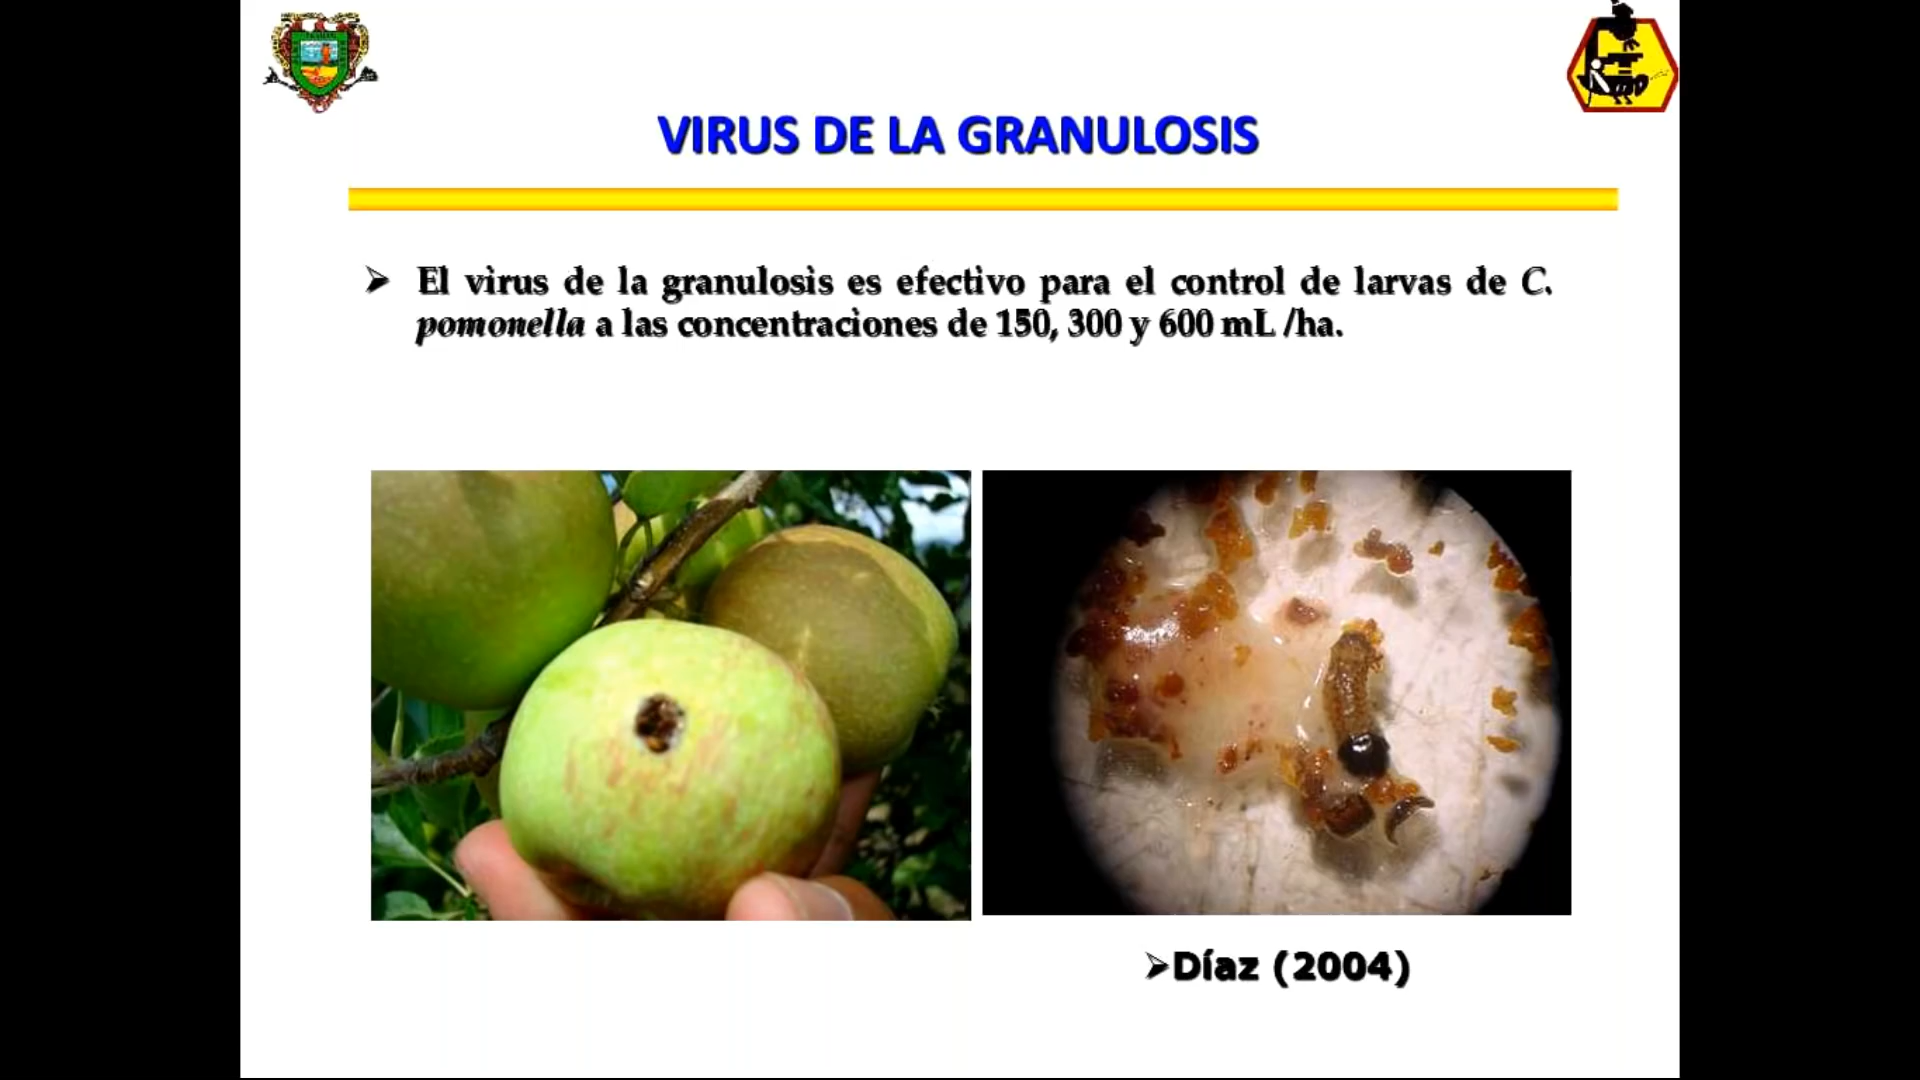 VIRUS DE LA GRANULOSIS
➢ El virus de la granulosis es efectivo para el control de larvas de C.
pomonella a las concentraciones de 150, 300 y 600 mL /ha.
➢Díaz (2004)